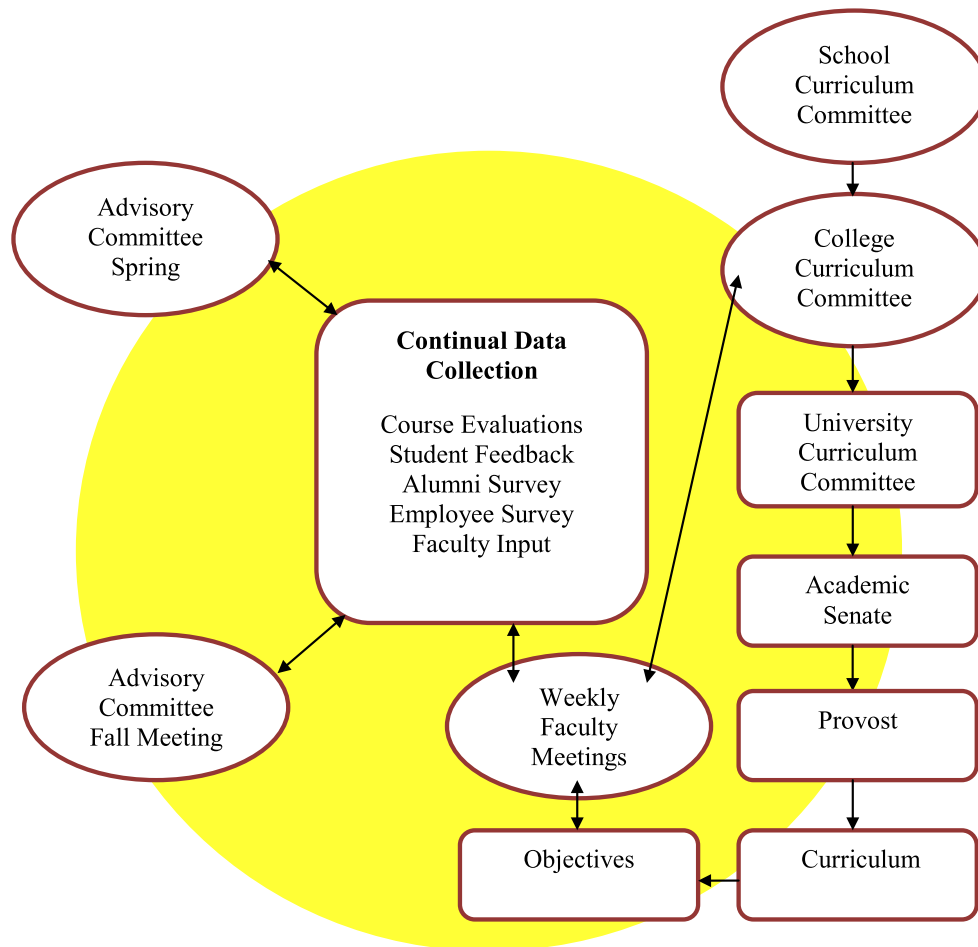 School
Curriculum
Committee
Advisory
Committee
Spring
College
Curriculum
Committee
Continual Data
Collection
Course Evaluations
Student Feedback
Alumni Survey
Employee Survey
Faculty Input
University
Curriculum
Committee
Academic
Senate
Advisory
Committee
Fall Meeting
Weekly
Faculty
Meetings
Provost
Objectives
Curriculum